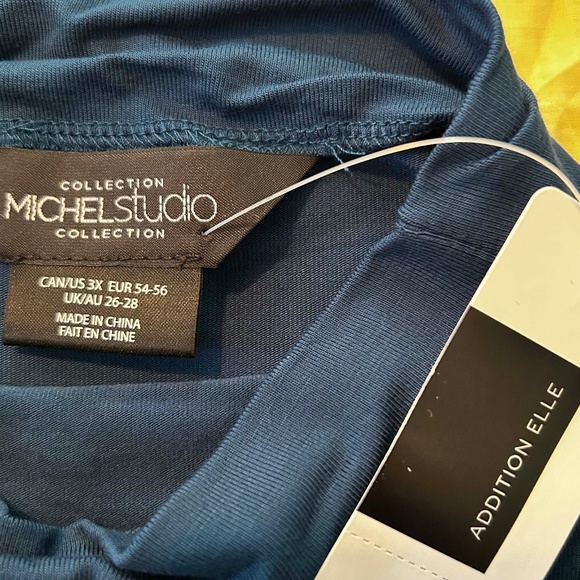 COLLECTION
MICHELstudio
COLLECTION
CAN/US 3X EUR 54-56
UK/AU 26-28
MADE IN CHINA
FAIT EN CHINE
ADDITION ELLE